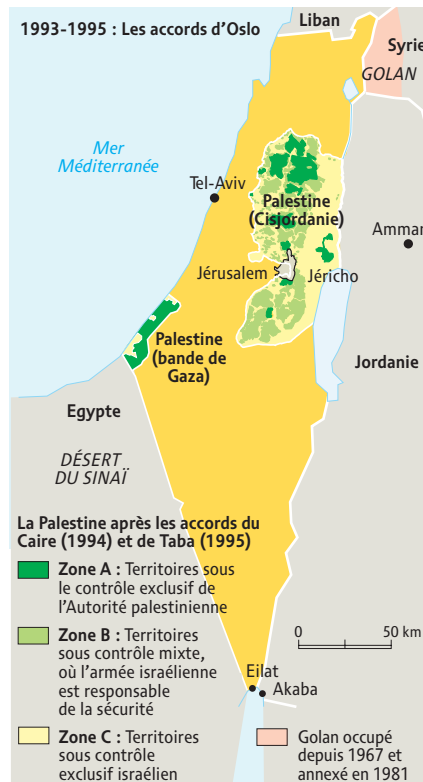 1993-1995 : Les accords d'Oslo
Liban
Syrie
GOLAN
Mer
Méditerranée
Tel-Aviv
Palestine
(Cisjordanie)
Amman
Jérusalem
Jéricho
Palestine
(bande de
Gaza)
Jordanie
Egypte
DÉSERT
DU SINAÏ
La Palestine après les accords du
Caire (1994) et de Taba (1995)
Zone A : Territoires sous
le contrôle exclusif de
l'Autorité palestinienne
Zone B : Territoires
sous contrôle mixte,
où l'armée israélienne
est responsable
de la sécurité
Zone C : Territoires
sous contrôle
exclusif israélien
0 50 km
Eilat
Akaba
Golan occupé
depuis 1967 et
annexé en 1981